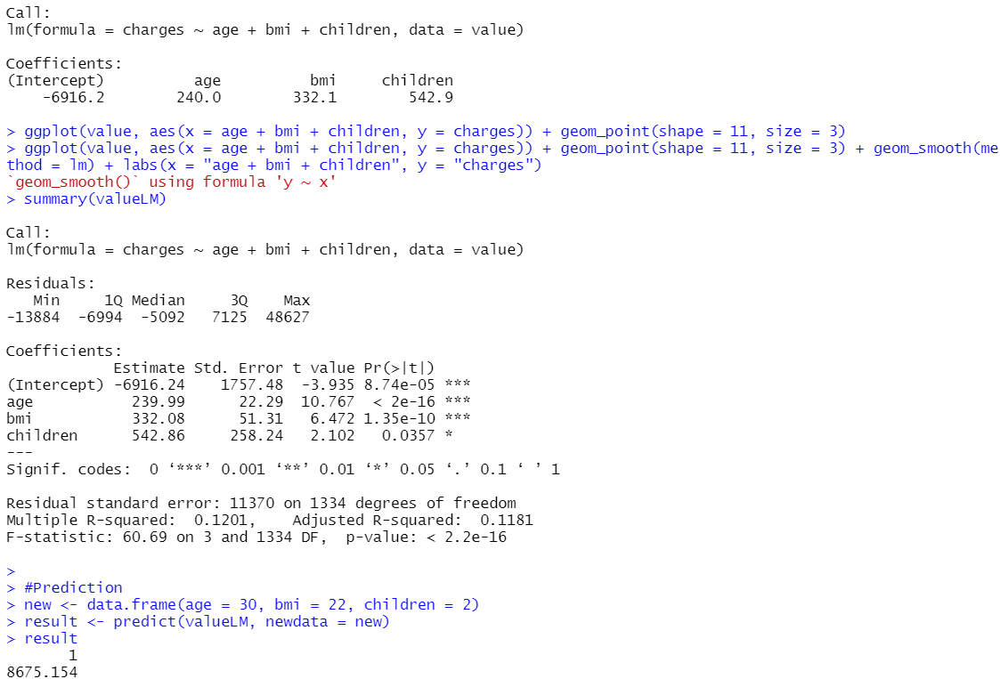 Call:
lm(formula = charges ~ age + bmi + children, data = value)

Coefficients:
(Intercept)          age          bmi     children
    -6916.2        240.0        332.1        542.9

> ggplot(value, aes(x = age + bmi + children, y = charges)) + geom_point(shape = 11, size = 3)
> ggplot(value, aes(x = age + bmi + children, y = charges)) + geom_point(shape = 11, size = 3) + geom_smooth(me
thod = lm) + labs(x = "age + bmi + children", y = "charges")
`geom_smooth()` using formula 'y ~ x'
> summary(valueLM)

Call:
lm(formula = charges ~ age + bmi + children, data = value)

Residuals:
   Min     1Q Median     3Q    Max
-13884  -6994  -5092   7125  48627

Coefficients:
            Estimate Std. Error t value Pr(>|t|)
(Intercept) -6916.24    1757.48  -3.935 8.74e-05 ***
age           239.99      22.29  10.767  < 2e-16 ***
bmi           332.08      51.31   6.472 1.35e-10 ***
children      542.86     258.24   2.102   0.0357 *
---
Signif. codes:  0 ‘***’ 0.001 ‘**’ 0.01 ‘*’ 0.05 ‘.’ 0.1 ‘ ’ 1

Residual standard error: 11370 on 1334 degrees of freedom
Multiple R-squared:  0.1201,    Adjusted R-squared:  0.1181
F-statistic: 60.69 on 3 and 1334 DF,  p-value: < 2.2e-16

>
> #Prediction
> new <- data.frame(age = 30, bmi = 22, children = 2)
> result <- predict(valueLM, newdata = new)
> result
       1
8675.154